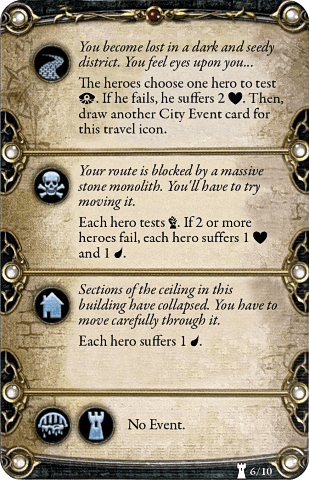 You become lost in a dark and seedy
district. You feel eyes upon you...
The heroes choose one hero to test
. If he fails, he suffers 2 . Then,
draw another City Event card for
this travel icon.
Your route is blocked by a massive
stone monolith. You'll have to try
moving it.
Each hero tests . If 2 or more
heroes fail, each hero suffers 1
and 1 .
Sections of the ceiling in this
building have collapsed. You have to
move carefully through it.
Each hero suffers 1 .
No Event.
6/10